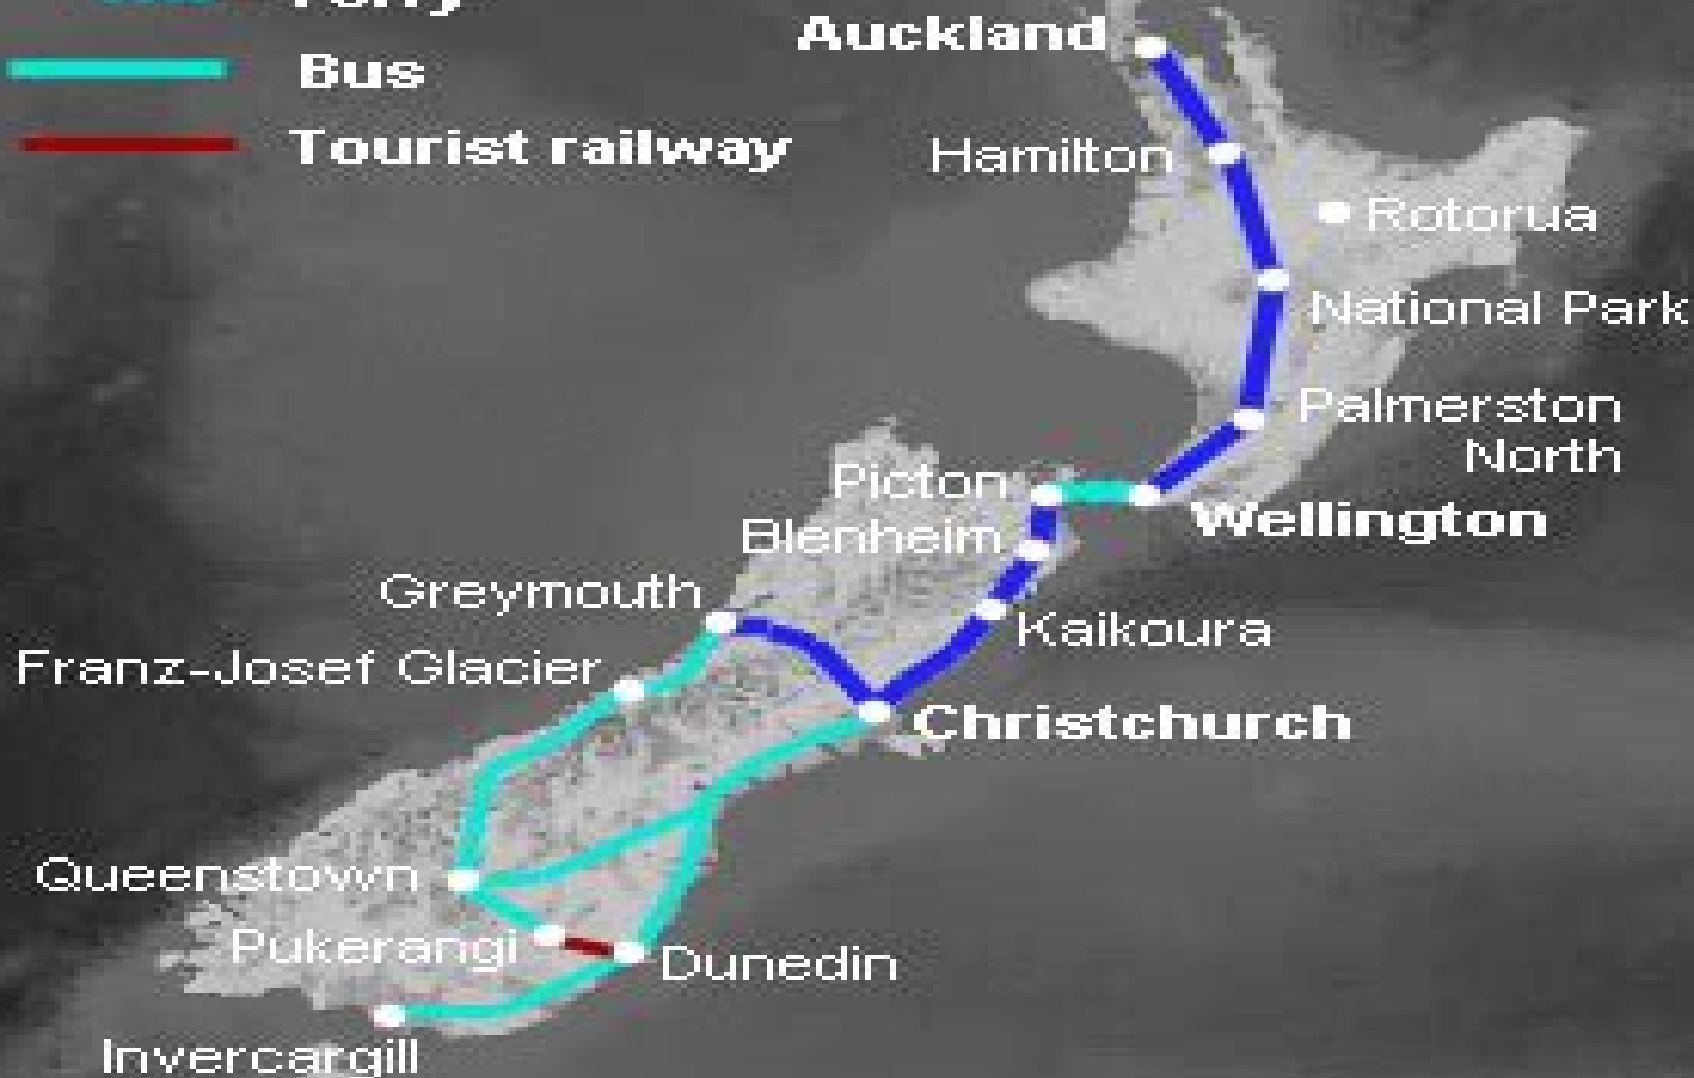 Ferry
Auckland
Bus
Tourist railway
Hamilton
Rotorua
National Park
Palmerston
North
Picton
Wellington
Blenheim
Greymouth
Kaikoura
Franz-Josef Glacier
Christchurch
Queenstown
Pukerangi
Dunedin
Invercargill